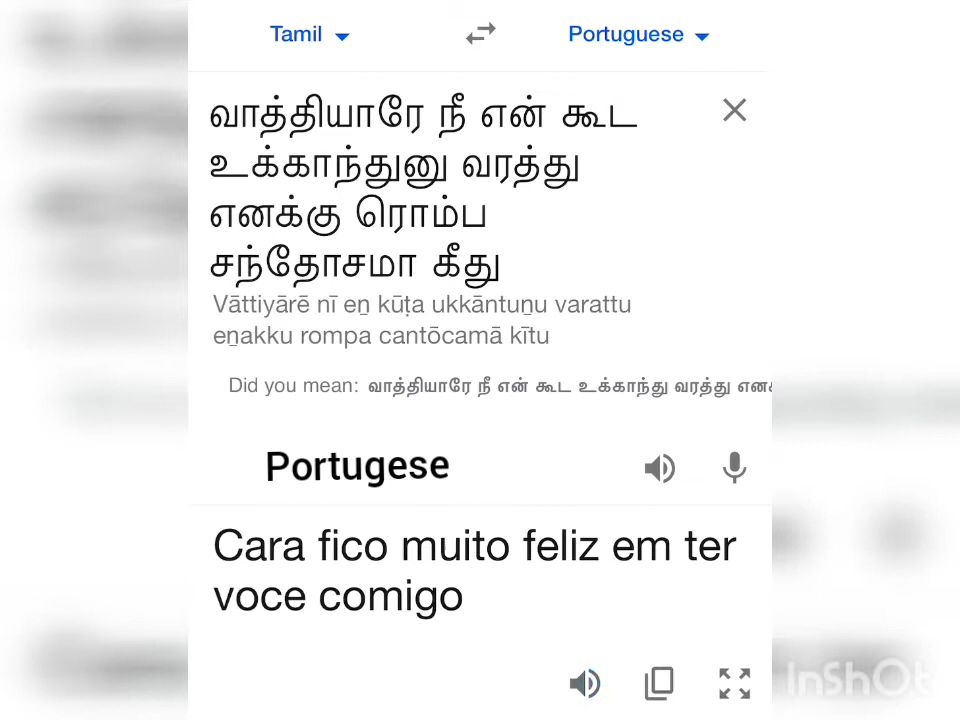 Tamil Portuguese
வாத்தியாரே நீ என் கூட
உக்காந்துனு வரத்து
எனக்கு ரொம்ப
சந்தோசமா கீது
Vāttiyārē nī eṉ kūṭa ukkāntuṉu varattu
eṉakku rompa cantōcamā kītu
Did you mean: வாத்தியாரே நீ என் கூட உக்காந்து வரத்து
Portugese
Cara fico muito feliz em ter
voce comigo
InShOt